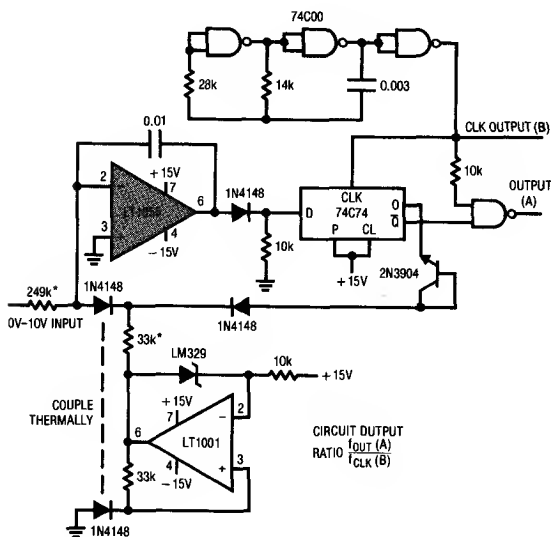 74C00
28k
14k
0.003
CLK OUTPUT (B)
0.01
10k
OUTPUT
(A)
2
+15V
7
6
1N4148
3
4
−15V
CLK
D
74C74
Q̅
P
CL
10k
+15V
2N3904
249k*
1N4148
0V–10V INPUT
1N4148
33k*
LM329
10k
+15V
COUPLE
THERMALLY
6
+15V
7
2
LT1001
4
−15V
3
33k
1N4148
CIRCUIT OUTPUT
RATIO fOUT (A)
fCLK (B)